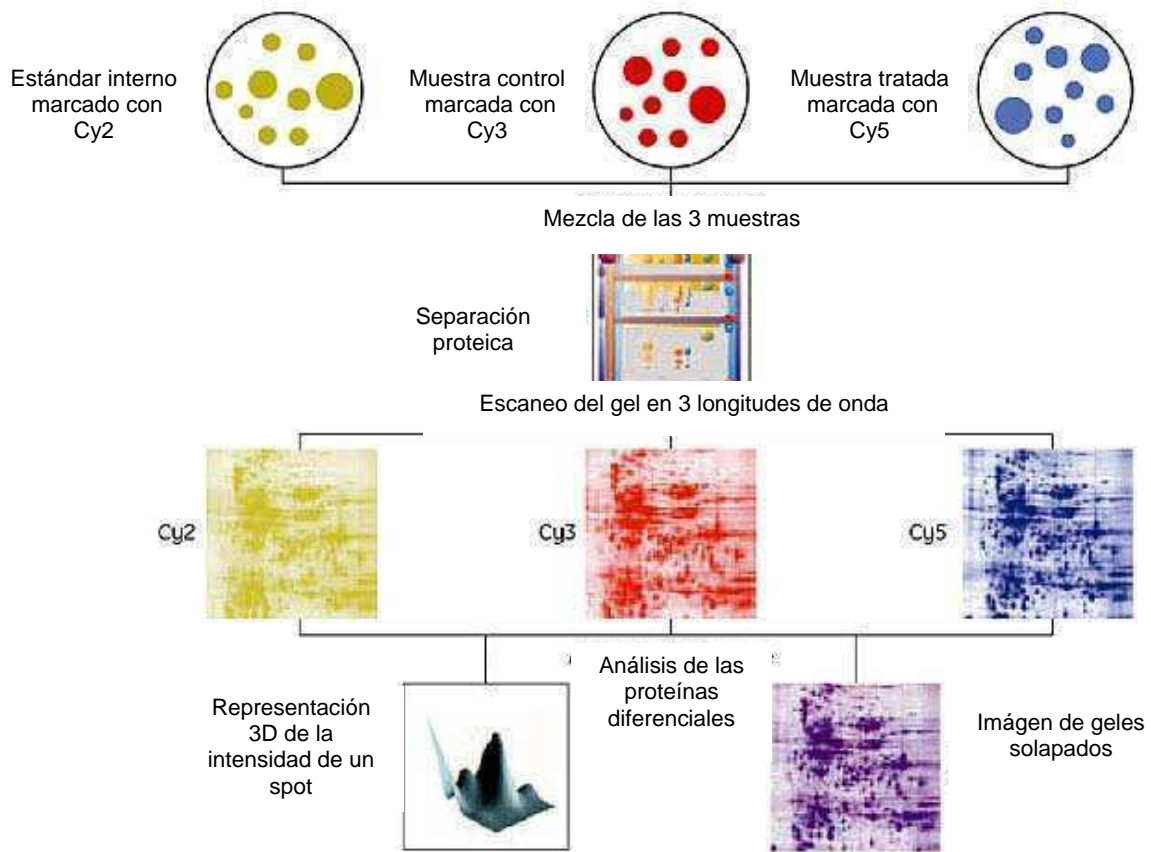 Estándar interno
marcado con
Cy2
Muestra control
marcada con
Cy3
Muestra tratada
marcada con
Cy5
Mezcla de las 3 muestras
Separación
proteica
Escaneo del gel en 3 longitudes de onda
Cy2
Cy3
Cy5
Representación
3D de la
intensidad de un
spot
Análisis de las
proteínas
diferenciales
Imágen de geles
solapados